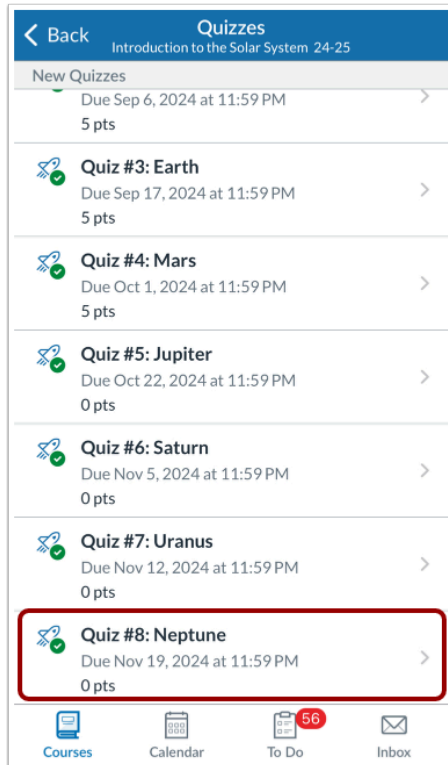 Back
Quizzes
Introduction to the Solar System 24-25
New Quizzes
Due Sep 6, 2024 at 11:59 PM
5 pts
Quiz #3: Earth
Due Sep 17, 2024 at 11:59 PM
5 pts
Quiz #4: Mars
Due Oct 1, 2024 at 11:59 PM
5 pts
Quiz #5: Jupiter
Due Oct 22, 2024 at 11:59 PM
0 pts
Quiz #6: Saturn
Due Nov 5, 2024 at 11:59 PM
0 pts
Quiz #7: Uranus
Due Nov 12, 2024 at 11:59 PM
0 pts
Quiz #8: Neptune
Due Nov 19, 2024 at 11:59 PM
0 pts
56
Courses Calendar To Do Inbox